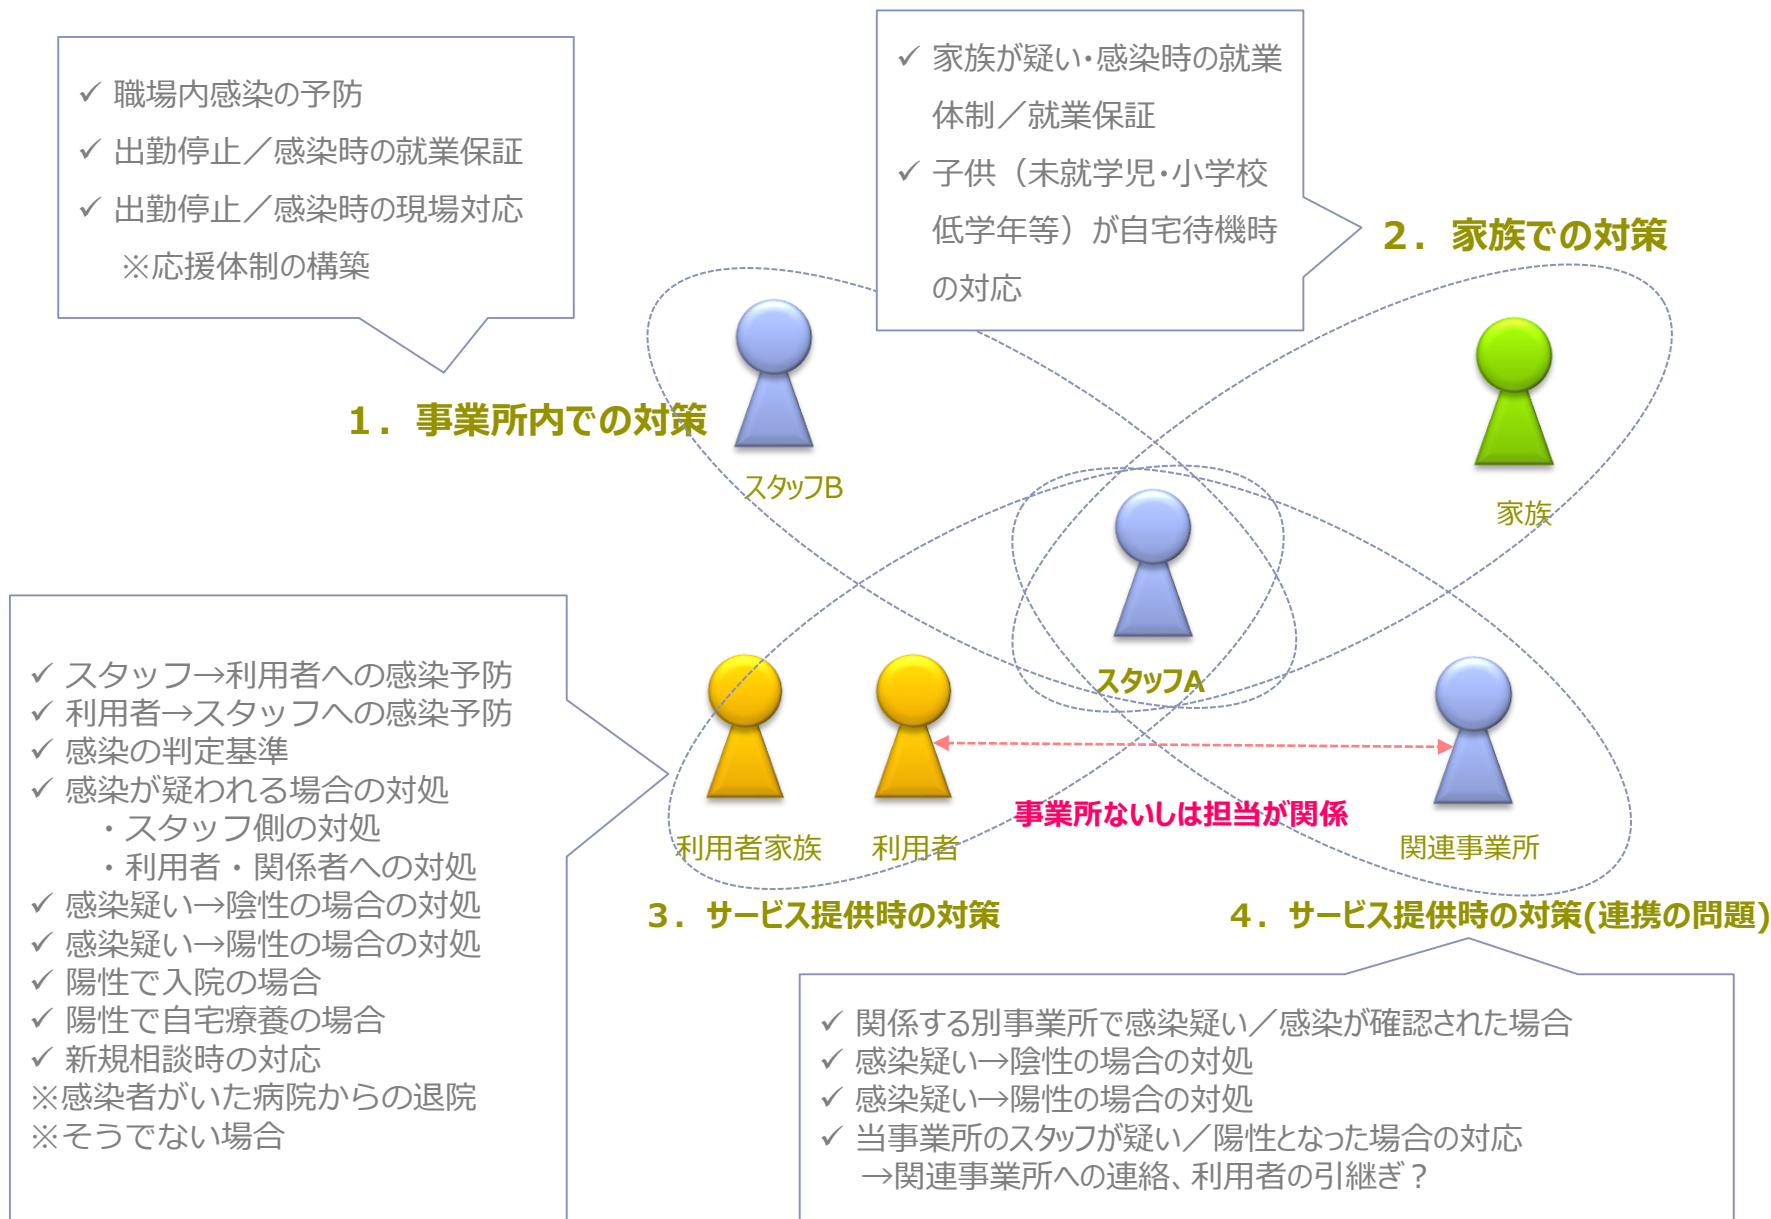 ✓ 職場内感染の予防
✓ 出勤停止／感染時の就業保証
✓ 出勤停止／感染時の現場対応
※応援体制の構築
✓ 家族が疑い・感染時の就業
体制／就業保証
✓ 子供（未就学児・小学校
低学年等）が自宅待機時
の対応
２．家族での対策
１．事業所内での対策
スタッフB
家族
スタッフA
✓ スタッフ→利用者への感染予防
✓ 利用者→スタッフへの感染予防
✓ 感染の判定基準
✓ 感染が疑われる場合の対処
・スタッフ側の対処
・利用者・関係者への対処
✓ 感染疑い→陰性の場合の対処
✓ 感染疑い→陽性の場合の対処
✓ 陽性で入院の場合
✓ 陽性で自宅療養の場合
✓ 新規相談時の対応
※感染者がいた病院からの退院
※そうでない場合
事業所ないしは担当が関係
利用者家族
利用者
関連事業所
３．サービス提供時の対策
４．サービス提供時の対策(連携の問題)
✓ 関係する別事業所で感染疑い／感染が確認された場合
✓ 感染疑い→陰性の場合の対処
✓ 感染疑い→陽性の場合の対処
✓ 当事業所のスタッフが疑い／陽性となった場合の対応
→関連事業所への連絡、利用者の引継ぎ？